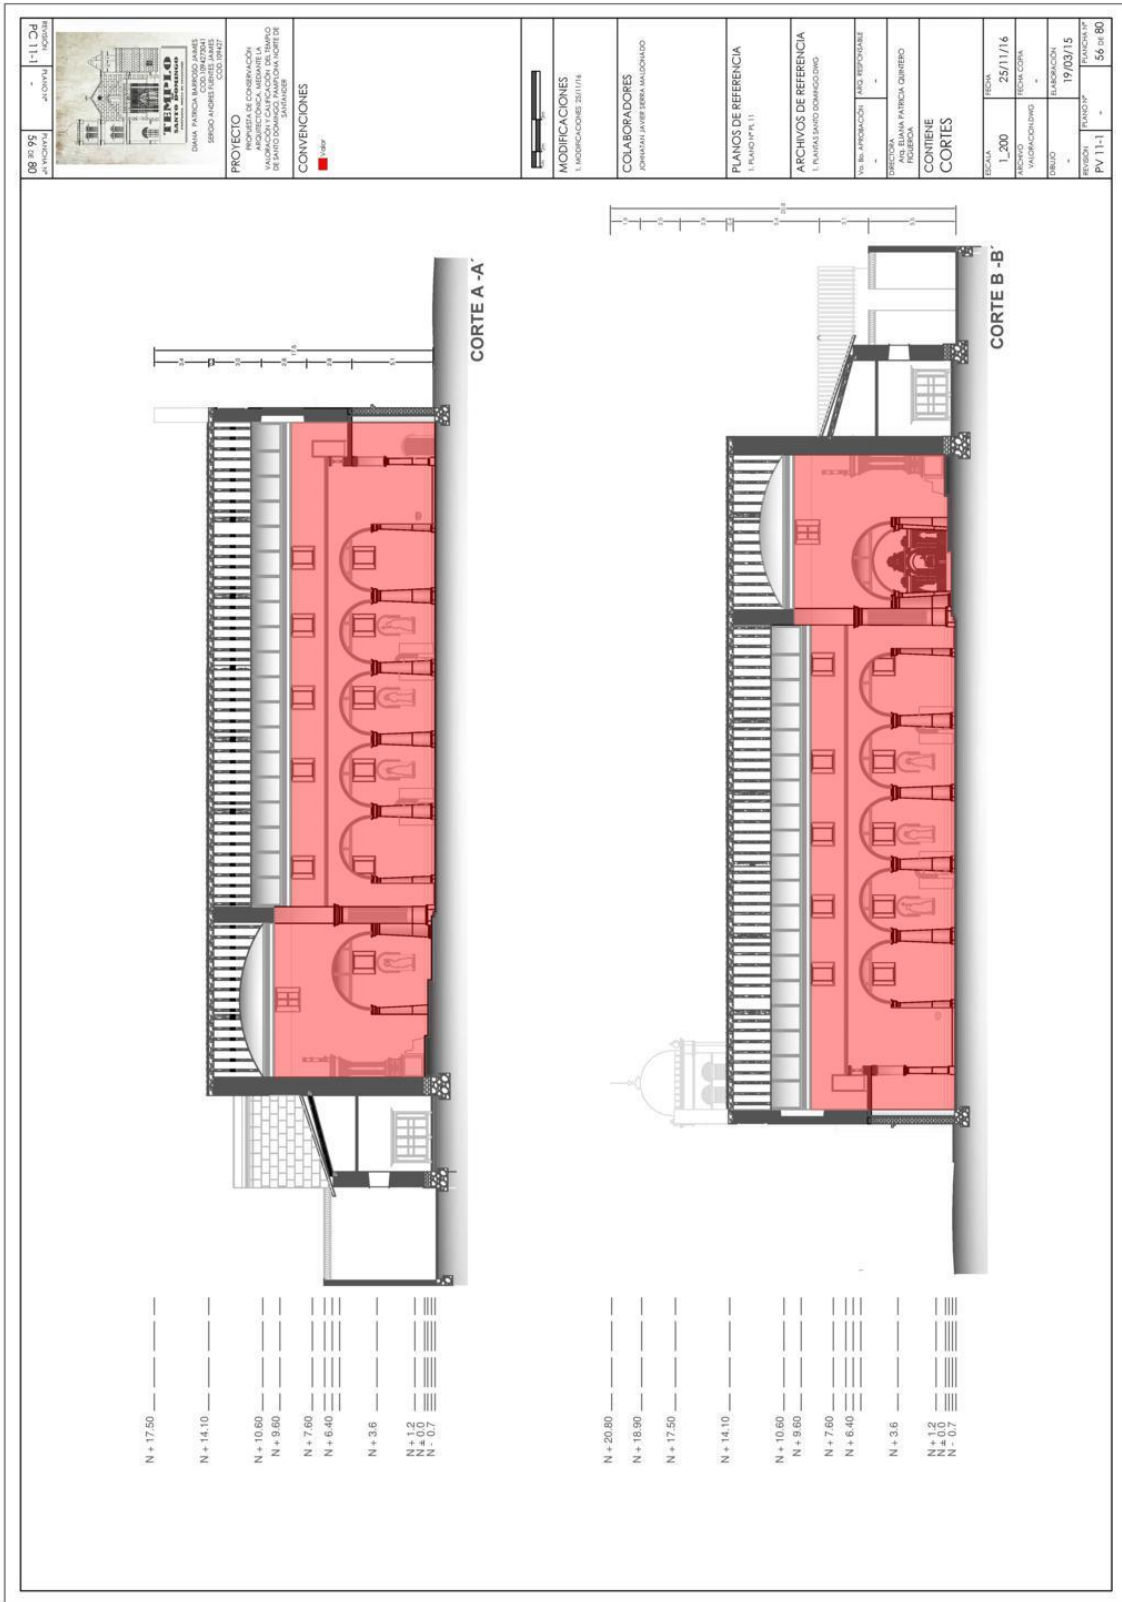 REVISIÓN
PC 11-1
PLANO Nº
-
PLANCHA Nº
56 DE 80
TEMPLO
SANTO DOMINGO
DIANA PATRICIA BARROSO JAIMES
COD.1094273041
SERGIO ANDRES FUENTES JAIMES
COD.109427
PROYECTO
PROPUESTA DE CONSERVACIÓN
ARQUITECTÓNICA, MEDIANTE LA
VALORACIÓN Y CALIFICACIÓN DEL TEMPLO
DE SANTO DOMINGO, PAMPLONA NORTE DE
SANTANDER
CONVENCIONES
Valor
MODIFICACIONES
1. MODIFICACIONES 25/11/16
COLABORADORES
JOHNATAN JAVIER SIERRA MALDONADO
PLANOS DE REFERENCIA
1. PLANO Nº PL 11
ARCHIVOS DE REFERENCIA
1. PLANTAS SANTO DOMINGO.DWG
Vo. Bo. APROBACIÓN
-
ARQ. RESPONSABLE
-
DIRECTORA
Arq. ELIANA PATRICIA QUINTERO
FIGUEROA
CONTIENE
CORTES
ESCALA
1_200
FECHA
25/11/16
ARCHIVO
VALORACION.DWG
FECHA COPIA
-
DIBUJO
-
ELABORACIÓN
19/03/15
REVISIÓN
PV 11-1
PLANO Nº
-
PLANCHA Nº
56 DE 80
CORTE A -A´
N + 17.50
N + 14.10
N + 10.60
N + 9.60
N + 7.60
N + 6.40
N + 3.6
N + 1.2
N ± 0.0
N - 0.7
CORTE B -B´
N + 20.80
N + 18.90
N + 17.50
N + 14.10
N + 10.60
N + 9.60
N + 7.60
N + 6.40
N + 3.6
N + 1.2
N ± 0.0
N - 0.7